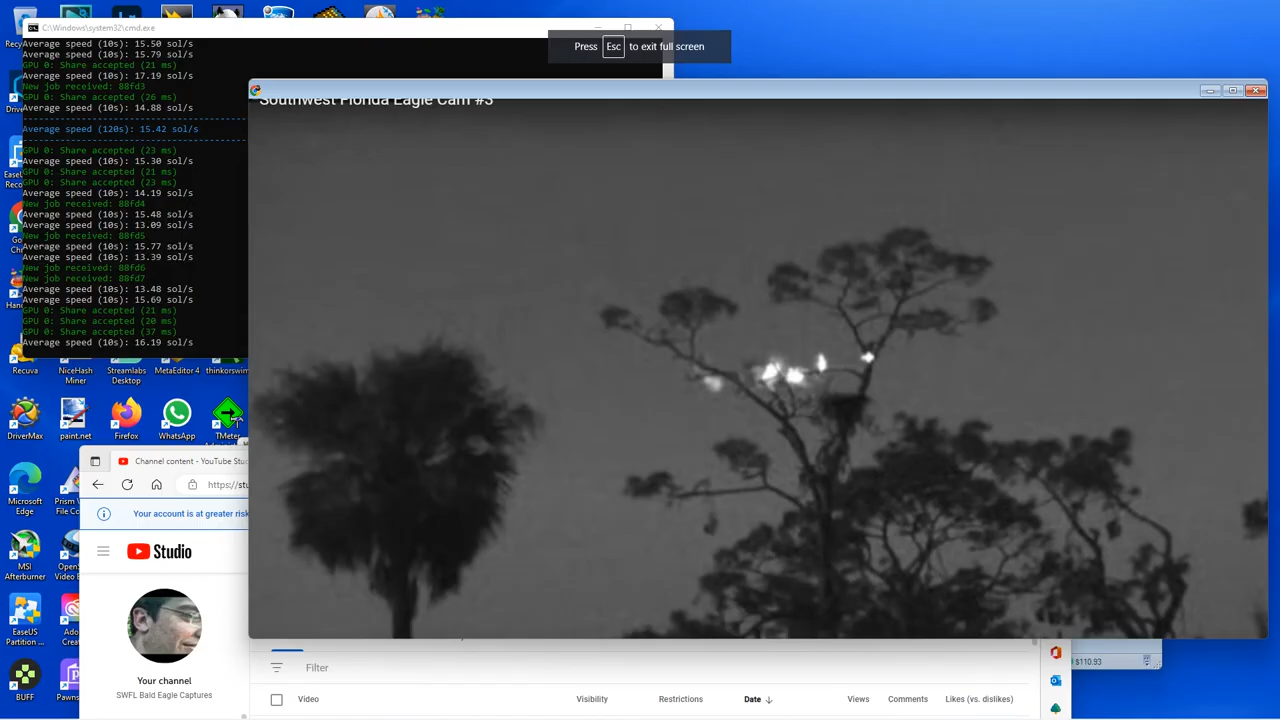 C:\Windows\system32\cmd.exe
Average speed (10s): 15.50 sol/s
Average speed (10s): 15.79 sol/s
GPU 0: Share accepted (21 ms)
Average speed (10s): 17.19 sol/s
New job received: 88fd3
GPU 0: Share accepted (26 ms)
Average speed (10s): 14.88 sol/s
Average speed (120s): 15.42 sol/s
GPU 0: Share accepted (23 ms)
Average speed (10s): 15.30 sol/s
GPU 0: Share accepted (21 ms)
GPU 0: Share accepted (23 ms)
Average speed (10s): 14.19 sol/s
New job received: 88fd4
Average speed (10s): 15.48 sol/s
Average speed (10s): 13.09 sol/s
New job received: 88fd5
Average speed (10s): 15.77 sol/s
Average speed (10s): 13.39 sol/s
New job received: 88fd6
New job received: 88fd7
Average speed (10s): 13.48 sol/s
Average speed (10s): 15.69 sol/s
GPU 0: Share accepted (21 ms)
GPU 0: Share accepted (20 ms)
GPU 0: Share accepted (37 ms)
Average speed (10s): 16.19 sol/s
Press Esc to exit full screen
Southwest Florida Eagle Cam #3
Recuva
NiceHash Miner
Streamlabs Desktop
MetaEditor 4
thinkorswim
DriverMax
paint.net
Firefox
WhatsApp
TMeter
Microsoft Edge
MSI Afterburner
EaseUS Partition ...
BUFF
Channel content - YouTube Stu
https://stu
Your account is at greater risk
Studio
Your channel
SWFL Bald Eagle Captures
Filter
Video Visibility Restrictions Date Views Comments Likes (vs. dislikes)
$110.93